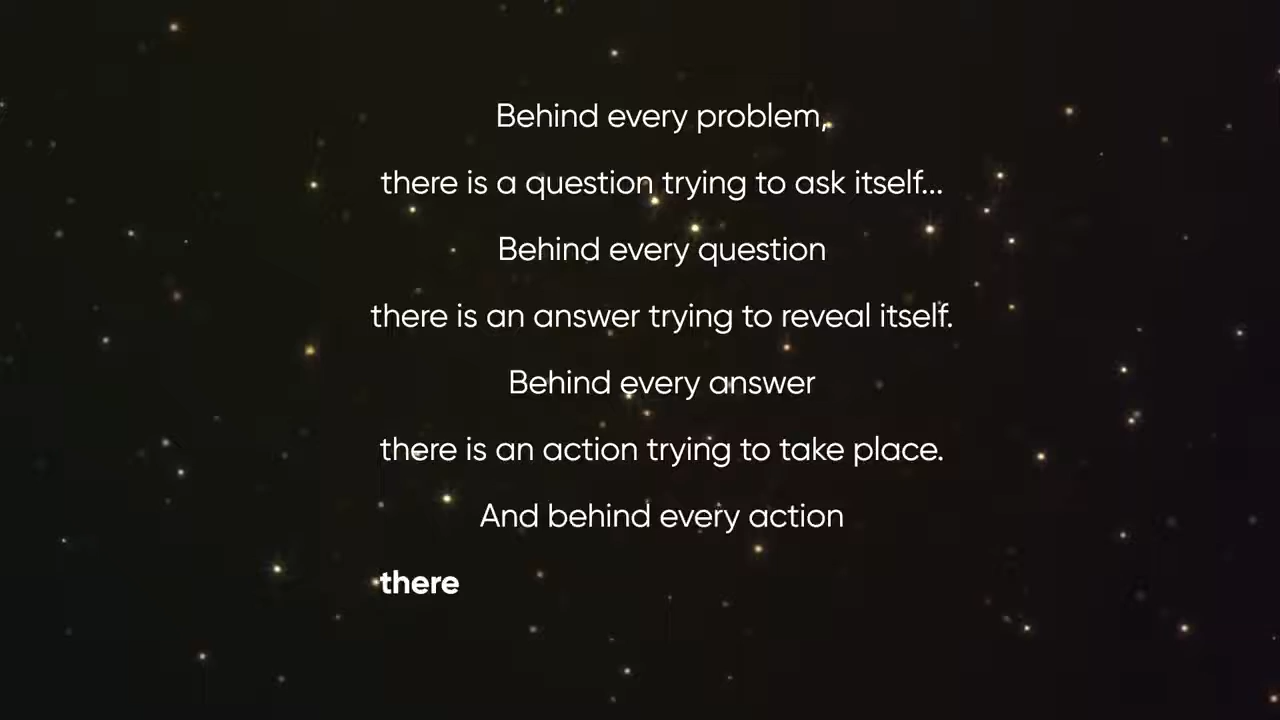 Behind every problem,
there is a question trying to ask itself...
Behind every question
there is an answer trying to reveal itself.
Behind every answer
there is an action trying to take place.
And behind every action
there